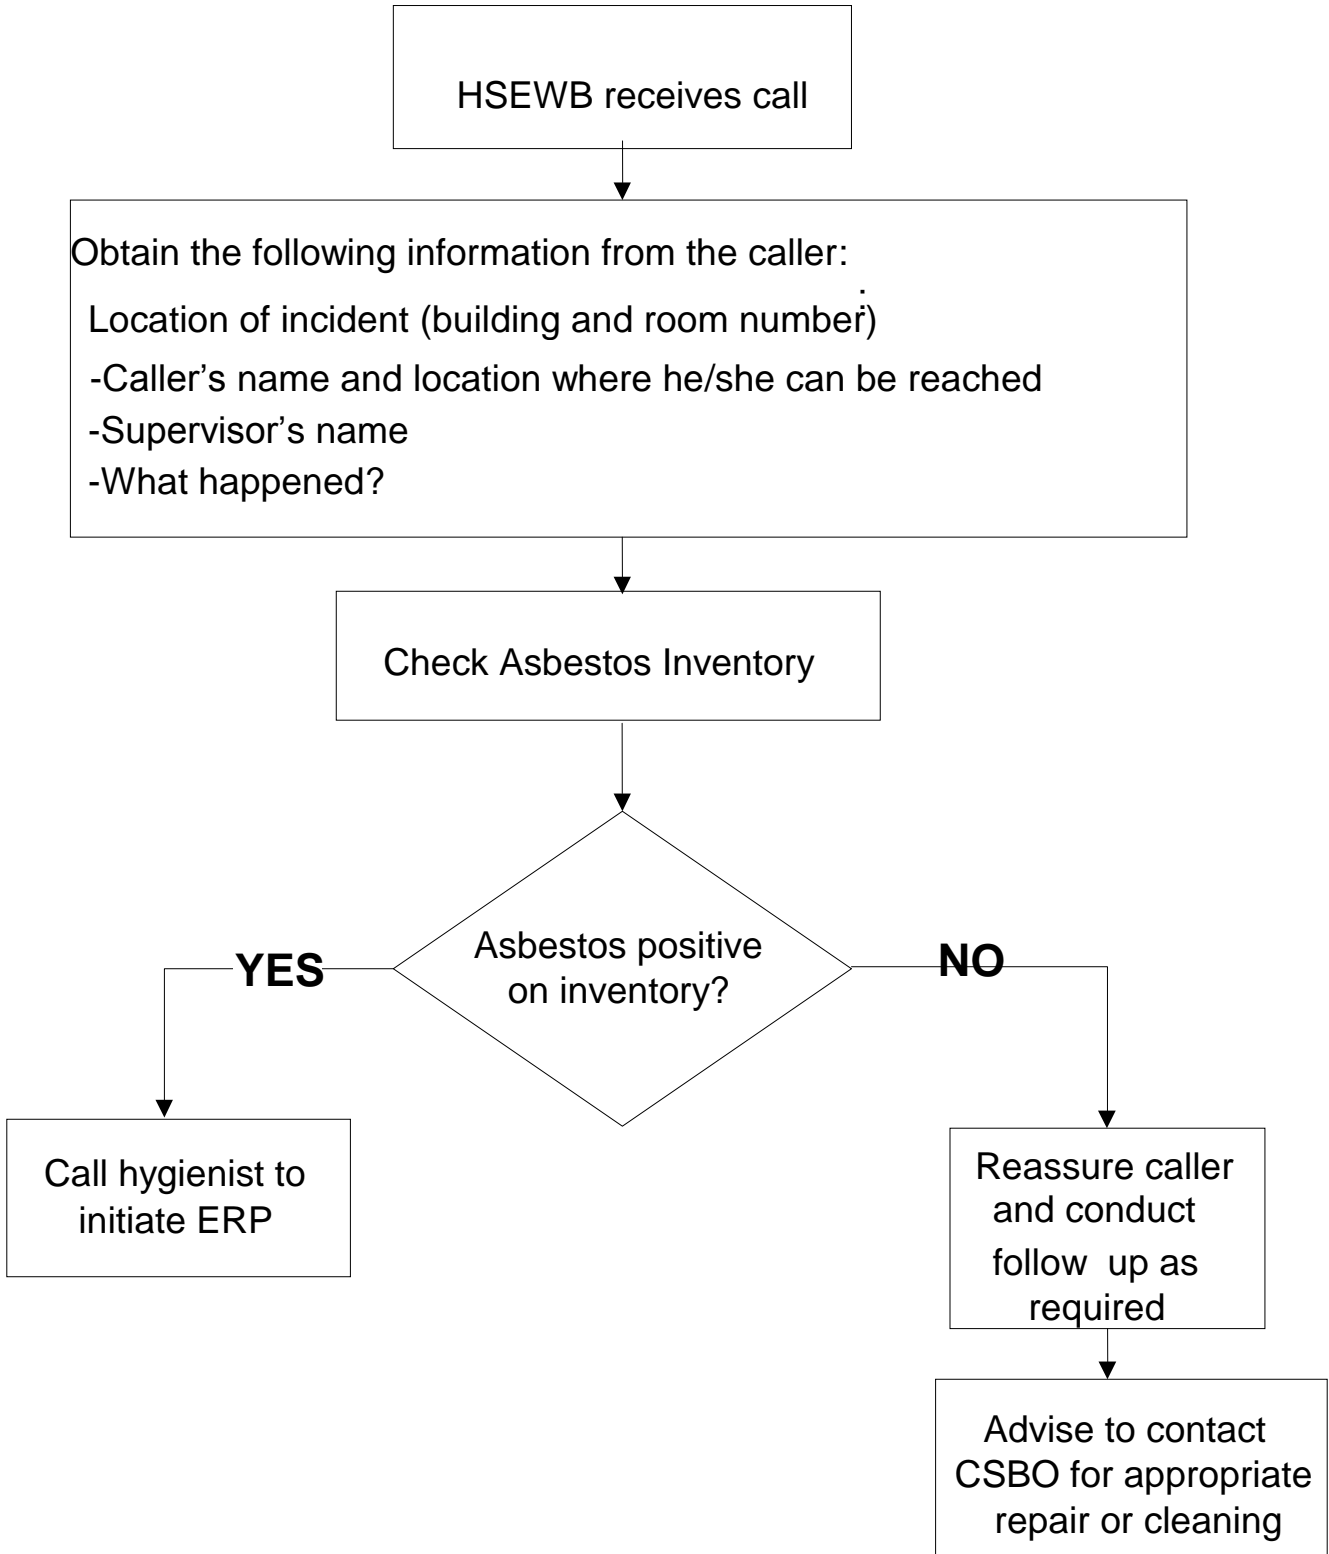 HSEWB receives call
Obtain the following information from the caller:
Location of incident (building and room number)
-Caller’s name and location where he/she can be reached
-Supervisor’s name
-What happened?
Check Asbestos Inventory
Asbestos positive
on inventory?
YES
NO
Call hygienist to
initiate ERP
Reassure caller
and conduct
follow  up as
required
Advise to contact
CSBO for appropriate
repair or cleaning